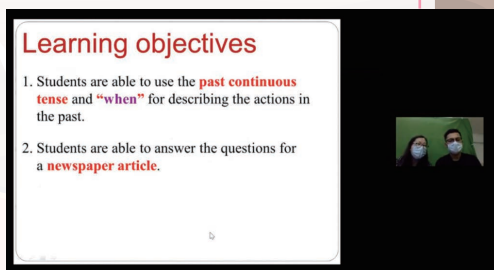 Learning objectives
1. Students are able to use the past continuous
tense and “when” for describing the actions in
the past.
2. Students are able to answer the questions for
a newspaper article.